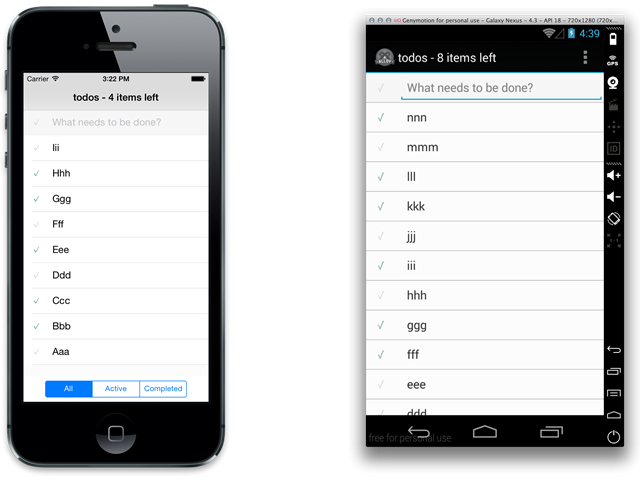 Carrier
3:22 PM
todos - 4 items left
What needs to be done?
Iii
Hhh
Ggg
Fff
Eee
Ddd
Ccc
Bbb
Aaa
All
Active
Completed
Genymotion for personal use - Galaxy Nexus - 4.3 - API 18 - 720x1280 (720x...
4:39
GPS
todos - 8 items left
What needs to be done?
nnn
mmm
lll
kkk
jjj
iii
hhh
ggg
fff
eee
ddd
free for personal use
ID
1:1